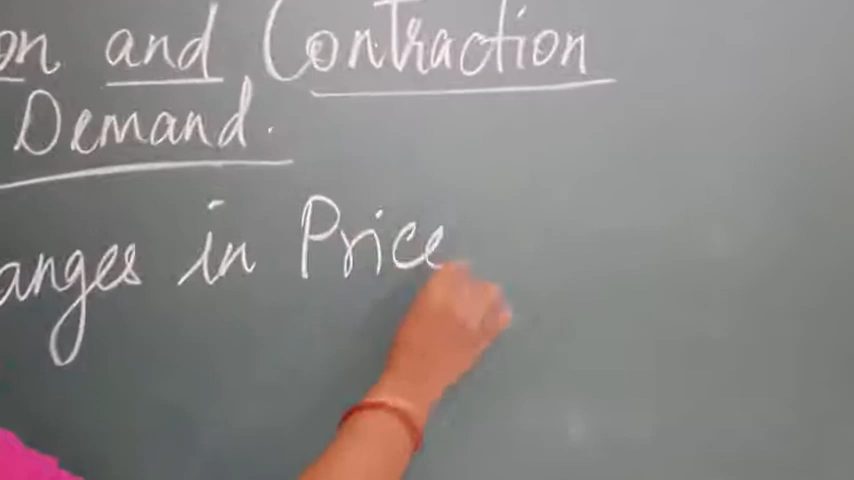 on and Contraction
Demand.
anges in Price